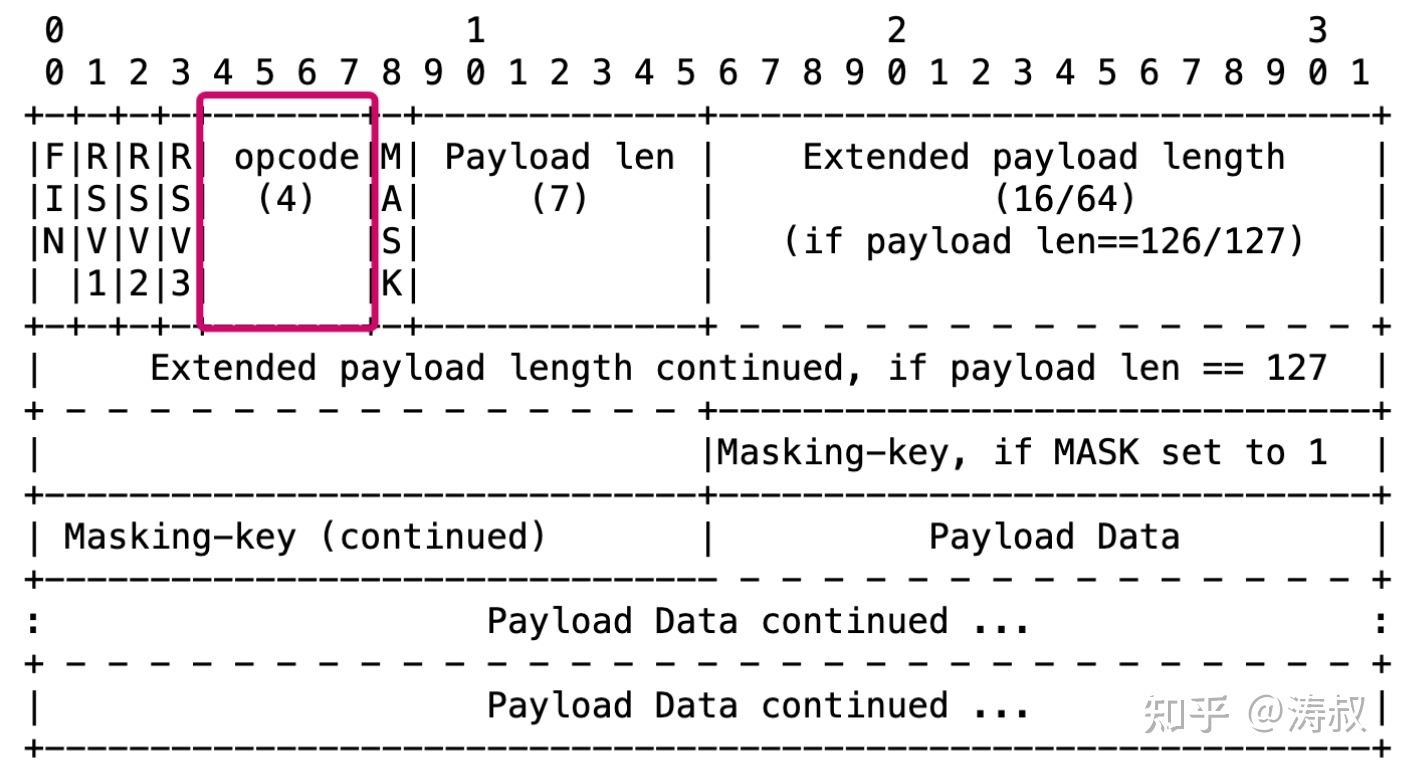 0                   1                   2                   3
 0 1 2 3 4 5 6 7 8 9 0 1 2 3 4 5 6 7 8 9 0 1 2 3 4 5 6 7 8 9 0 1
+-+-+-+-+-------+-+-------------+-------------------------------+
|F|R|R|R| opcode|M| Payload len |    Extended payload length    |
|I|S|S|S|  (4)  |A|     (7)     |             (16/64)           |
|N|V|V|V|       |S|             |   (if payload len==126/127)   |
| |1|2|3|       |K|             |                               |
+-+-+-+-+-------+-+-------------+ - - - - - - - - - - - - - - - +
|     Extended payload length continued, if payload len == 127  |
+ - - - - - - - - - - - - - - - +-------------------------------+
|                               |Masking-key, if MASK set to 1  |
+-------------------------------+-------------------------------+
| Masking-key (continued)       |          Payload Data         |
+-------------------------------- - - - - - - - - - - - - - - - +
:                     Payload Data continued ...                :
+ - - - - - - - - - - - - - - - - - - - - - - - - - - - - - - - +
|                     Payload Data continued ...                |
+---------------------------------------------------------------+
知乎 @涛叔